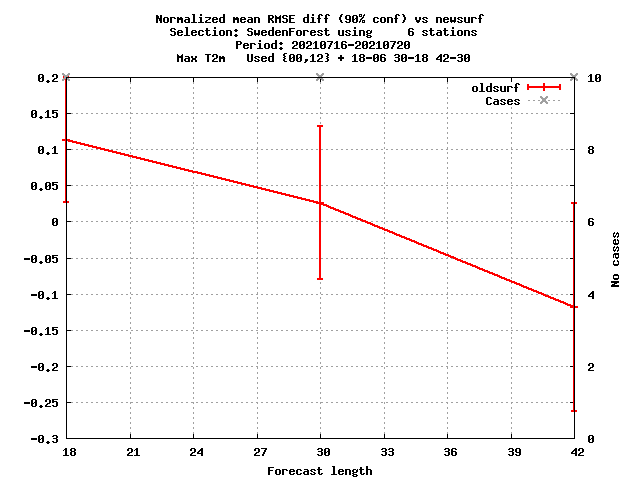 Normalized mean RMSE diff (90% conf) vs newsurf
Selection: SwedenForest using     6 stations
Period: 20210716-20210720
Max T2m   Used {00,12} + 18-06 30-18 42-30
oldsurf
Cases
0.2
0.15
0.1
0.05
0
-0.05
-0.1
-0.15
-0.2
-0.25
-0.3
10
8
6
4
2
0
No cases
18 21 24 27 30 33 36 39 42
Forecast length